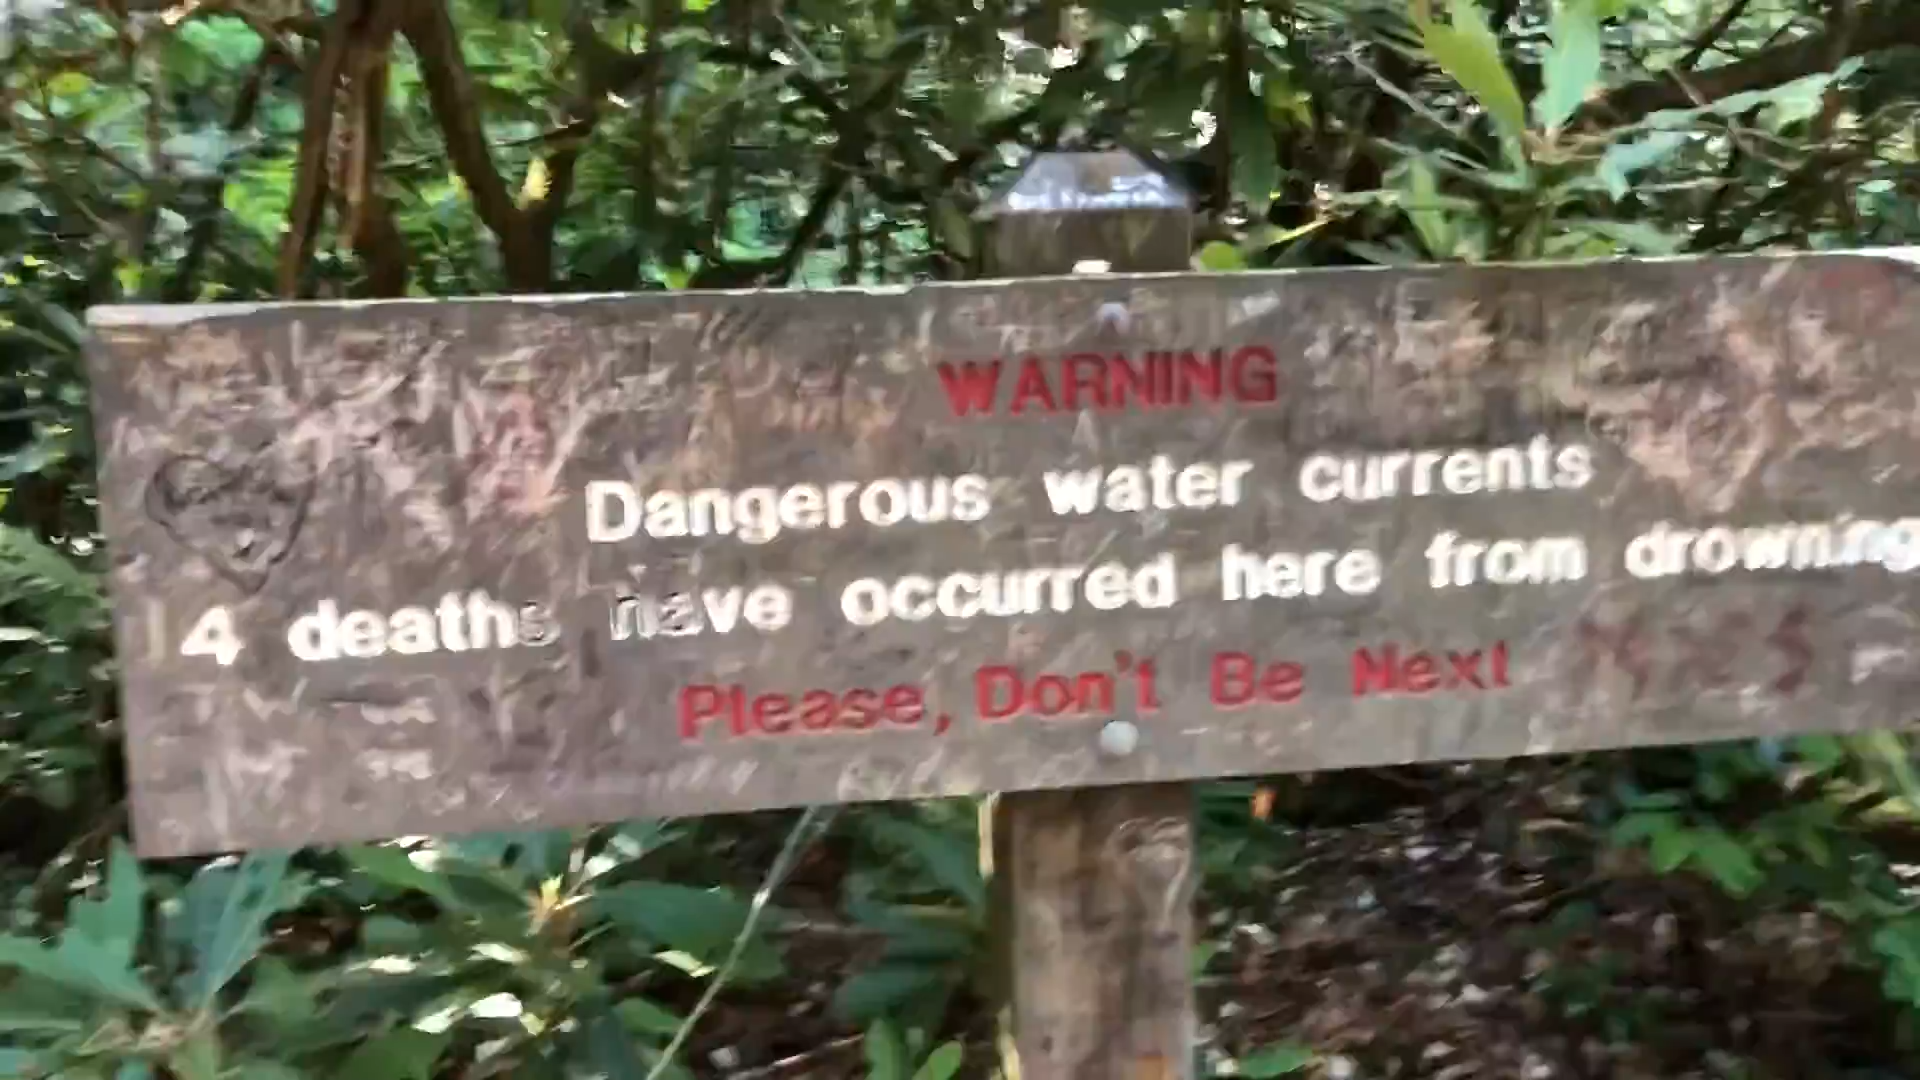 WARNING
Dangerous water currents
4 deaths have occurred here from drowning
Please, Don't Be Next